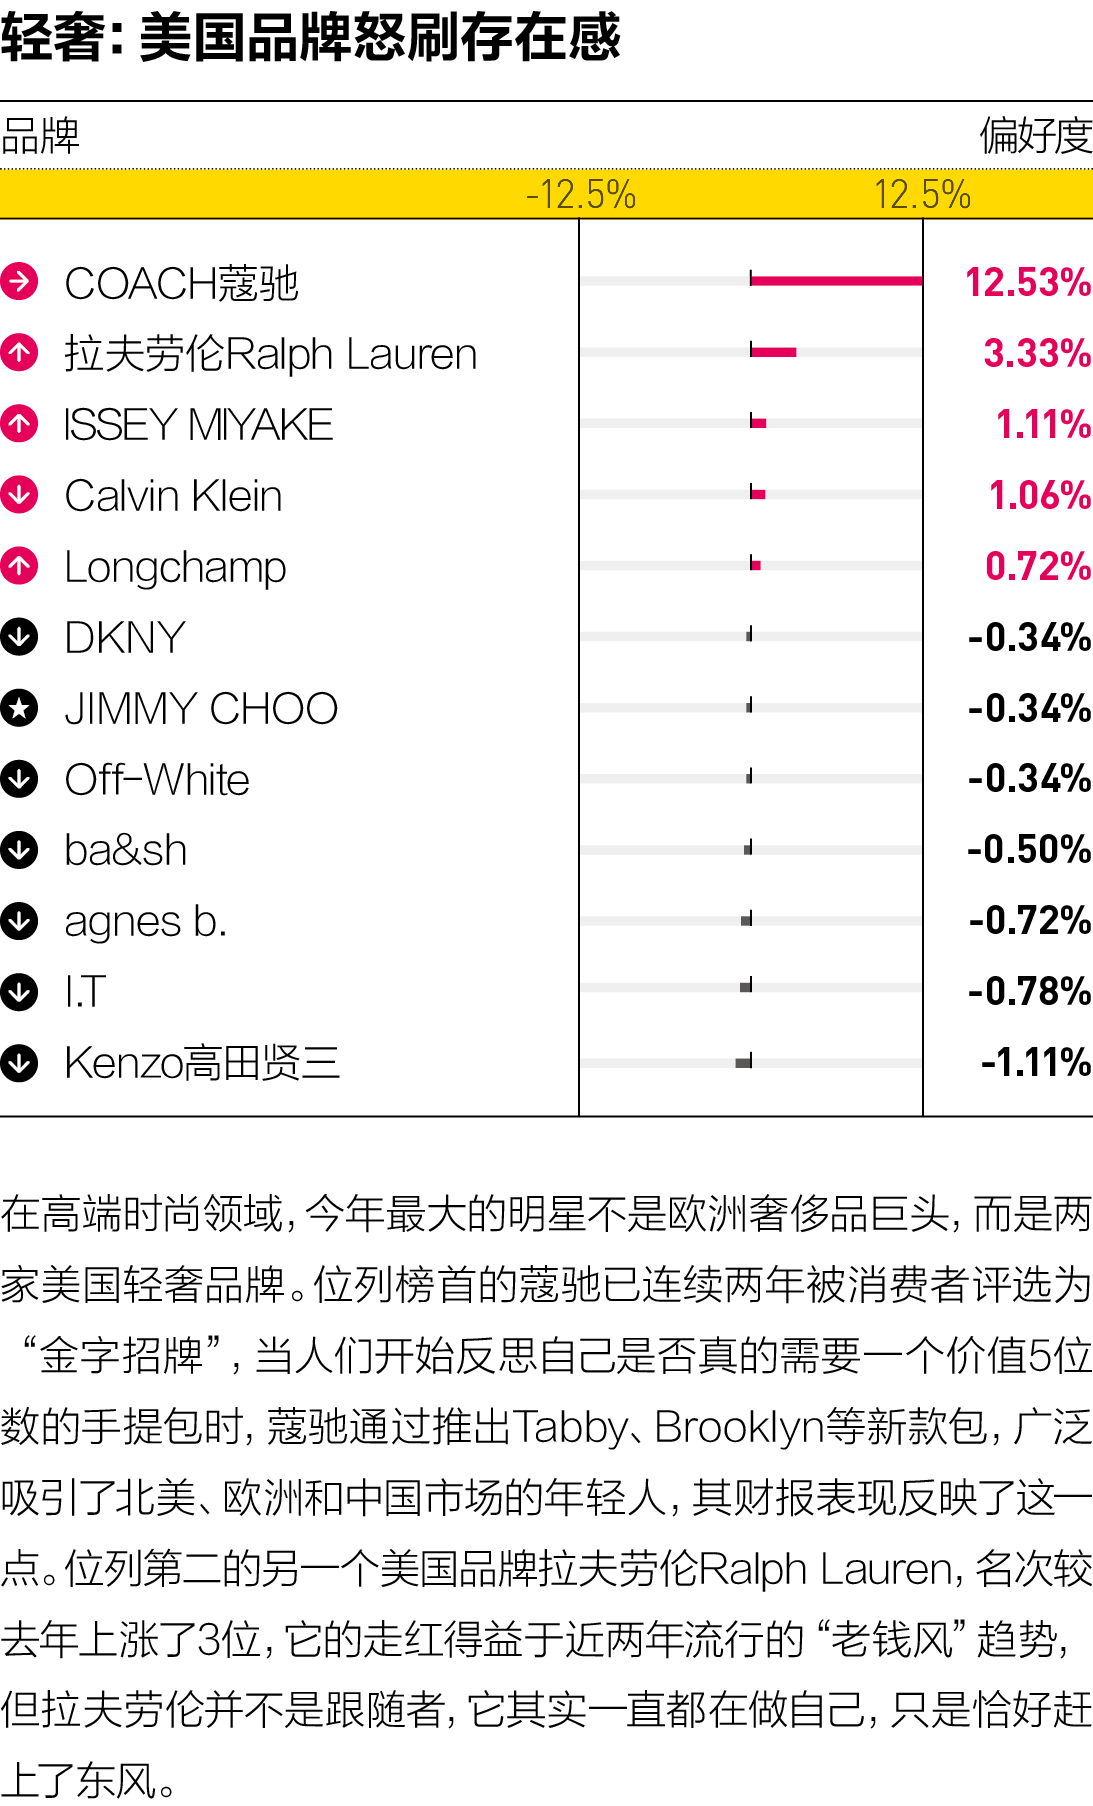 轻奢：美国品牌怒刷存在感
品牌 偏好度
-12.5% 12.5%
COACH蔻驰 12.53%
拉夫劳伦Ralph Lauren 3.33%
ISSEY MIYAKE 1.11%
Calvin Klein 1.06%
Longchamp 0.72%
DKNY -0.34%
JIMMY CHOO -0.34%
Off-White -0.34%
ba&sh -0.50%
agnes b. -0.72%
I.T -0.78%
Kenzo高田贤三 -1.11%
在高端时尚领域，今年最大的明星不是欧洲奢侈品巨头，而是两
家美国轻奢品牌。位列榜首的蔻驰已连续两年被消费者评选为
“金字招牌”，当人们开始反思自己是否真的需要一个价值5位
数的手提包时，蔻驰通过推出Tabby、Brooklyn等新款包，广泛
吸引了北美、欧洲和中国市场的年轻人，其财报表现反映了这一
点。位列第二的另一个美国品牌拉夫劳伦Ralph Lauren，名次较
去年上涨了3位，它的走红得益于近两年流行的“老钱风”趋势，
但拉夫劳伦并不是跟随者，它其实一直都在做自己，只是恰好赶
上了东风。